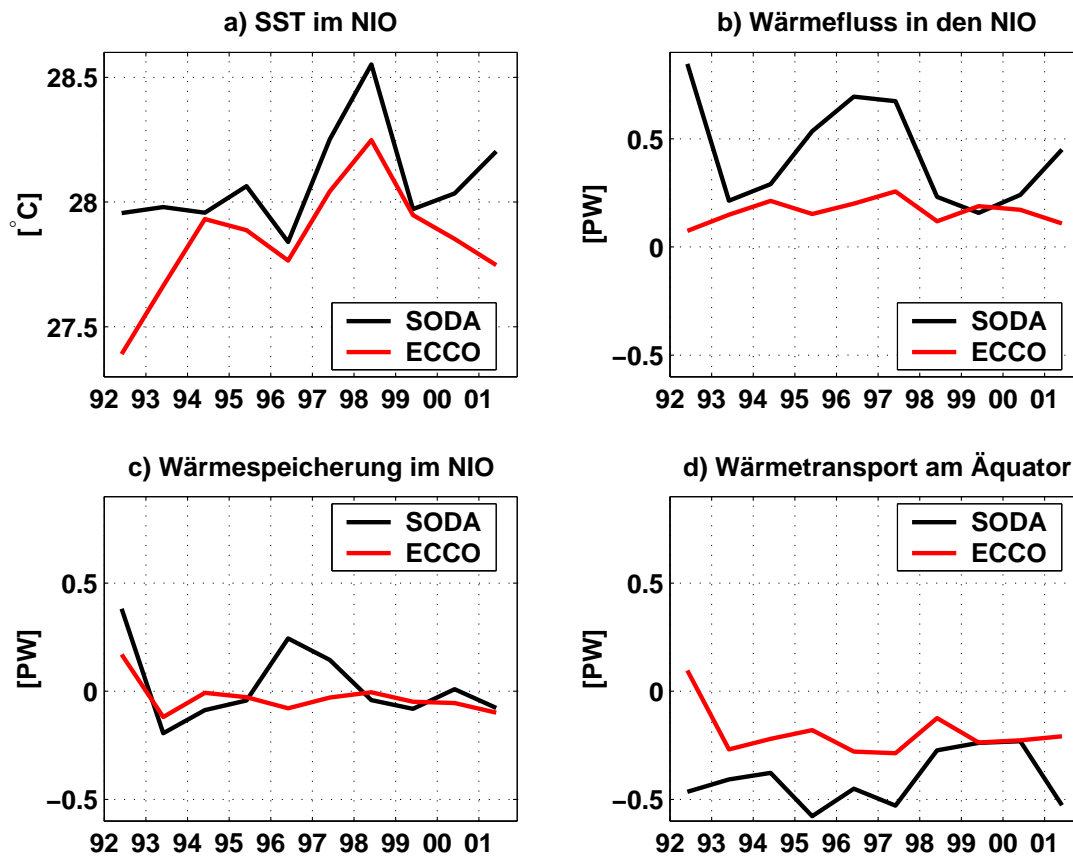 a) SST im NIO
[°C]
28.5
28
27.5
SODA
ECCO
92 93 94 95 96 97 98 99 00 01
b) Wärmefluss in den NIO
[PW]
0.5
0
−0.5
SODA
ECCO
92 93 94 95 96 97 98 99 00 01
c) Wärmespeicherung im NIO
[PW]
0.5
0
−0.5
SODA
ECCO
92 93 94 95 96 97 98 99 00 01
d) Wärmetransport am Äquator
[PW]
0.5
0
−0.5
SODA
ECCO
92 93 94 95 96 97 98 99 00 01